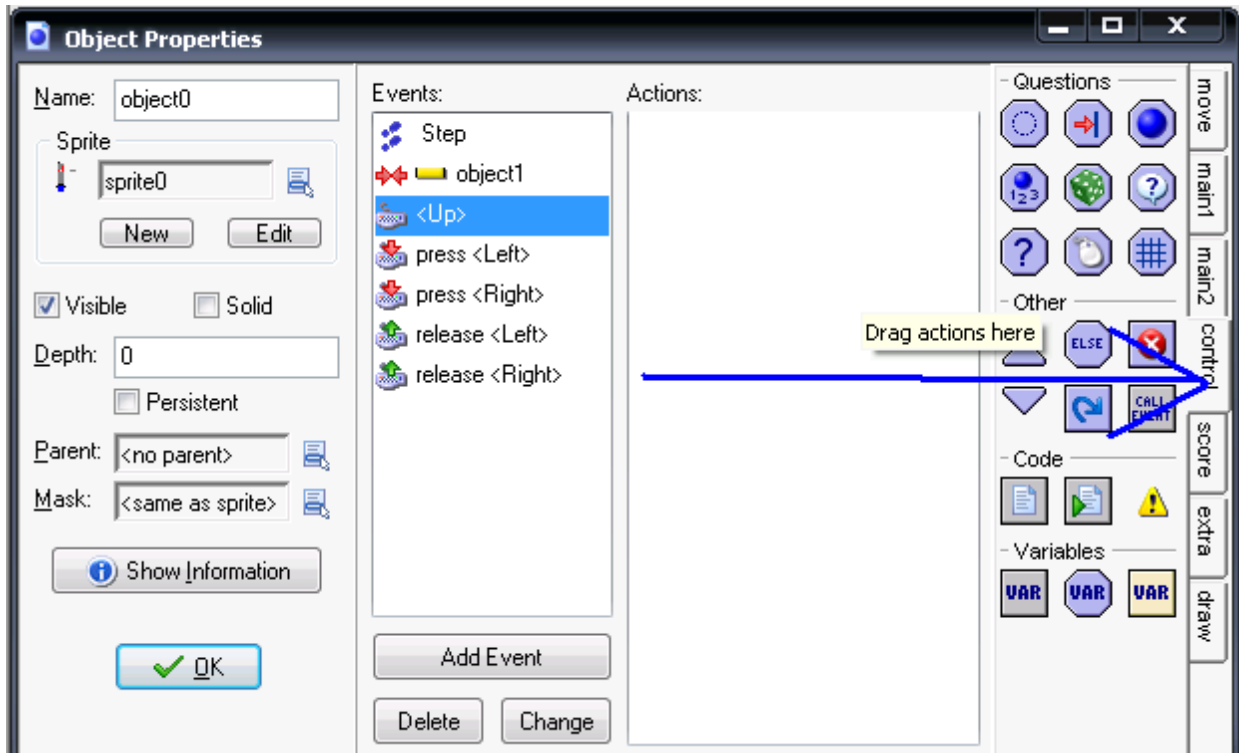 Object Properties
Name: object0
Sprite
sprite0
New Edit
Visible Solid
Depth: 0
Persistent
Parent: <no parent>
Mask: <same as sprite>
Show Information
OK
Events:
Step
object1
<Up>
press <Left>
press <Right>
release <Left>
release <Right>
Add Event
Delete Change
Actions:
Drag actions here
Questions
123
?
?
Other
ELSE
CALL
EVENT
Code
Variables
VAR VAR VAR
move
main1
main2
control
score
extra
draw